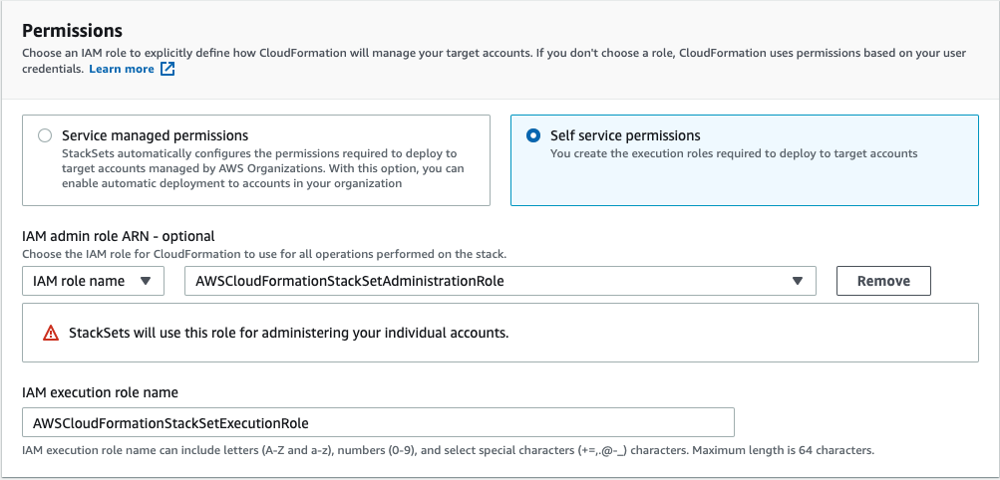 Permissions
Choose an IAM role to explicitly define how CloudFormation will manage your target accounts. If you don't choose a role, CloudFormation uses permissions based on your user
credentials. Learn more
Service managed permissions
StackSets automatically configures the permissions required to deploy to
target accounts managed by AWS Organizations. With this option, you can
enable automatic deployment to accounts in your organization
Self service permissions
You create the execution roles required to deploy to target accounts
IAM admin role ARN - optional
Choose the IAM role for CloudFormation to use for all operations performed on the stack.
IAM role name
AWSCloudFormationStackSetAdministrationRole
Remove
StackSets will use this role for administering your individual accounts.
IAM execution role name
AWSCloudFormationStackSetExecutionRole
IAM execution role name can include letters (A-Z and a-z), numbers (0-9), and select special characters (+=,.@-_) characters. Maximum length is 64 characters.